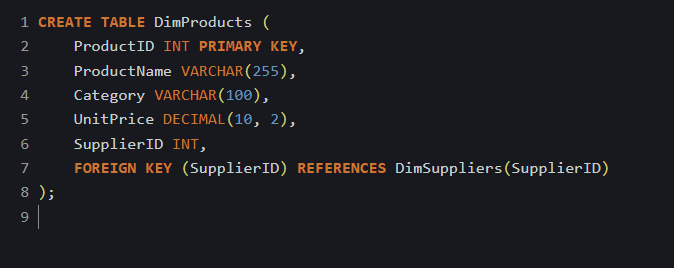 1 CREATE TABLE DimProducts (
2     ProductID INT PRIMARY KEY,
3     ProductName VARCHAR(255),
4     Category VARCHAR(100),
5     UnitPrice DECIMAL(10, 2),
6     SupplierID INT,
7     FOREIGN KEY (SupplierID) REFERENCES DimSuppliers(SupplierID)
8 );
9